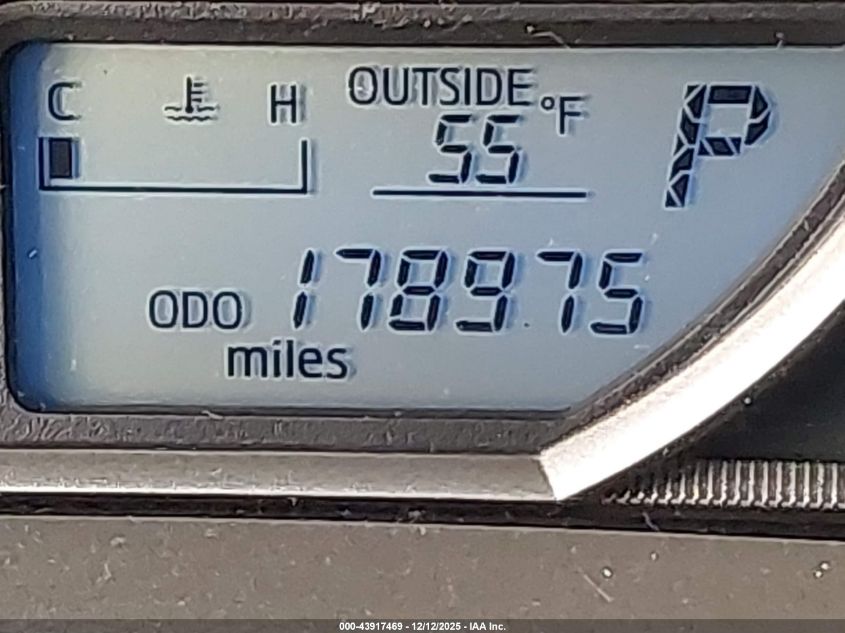 C H
OUTSIDE
55 °F
P
ODO 178975
miles
000-43917469 - 12/12/2025 - IAA Inc.